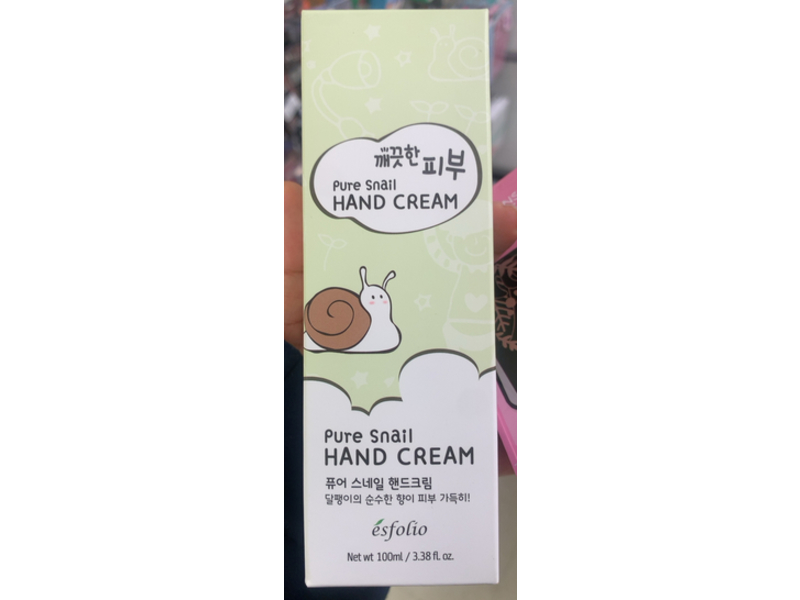 깨끗한 피부
Pure Snail
HAND CREAM
Pure Snail
HAND CREAM
퓨어 스네일 핸드크림
달팽이의 순수한 향이 피부 가득히!
ésfolio
Net wt 100ml / 3.38 fl. oz.